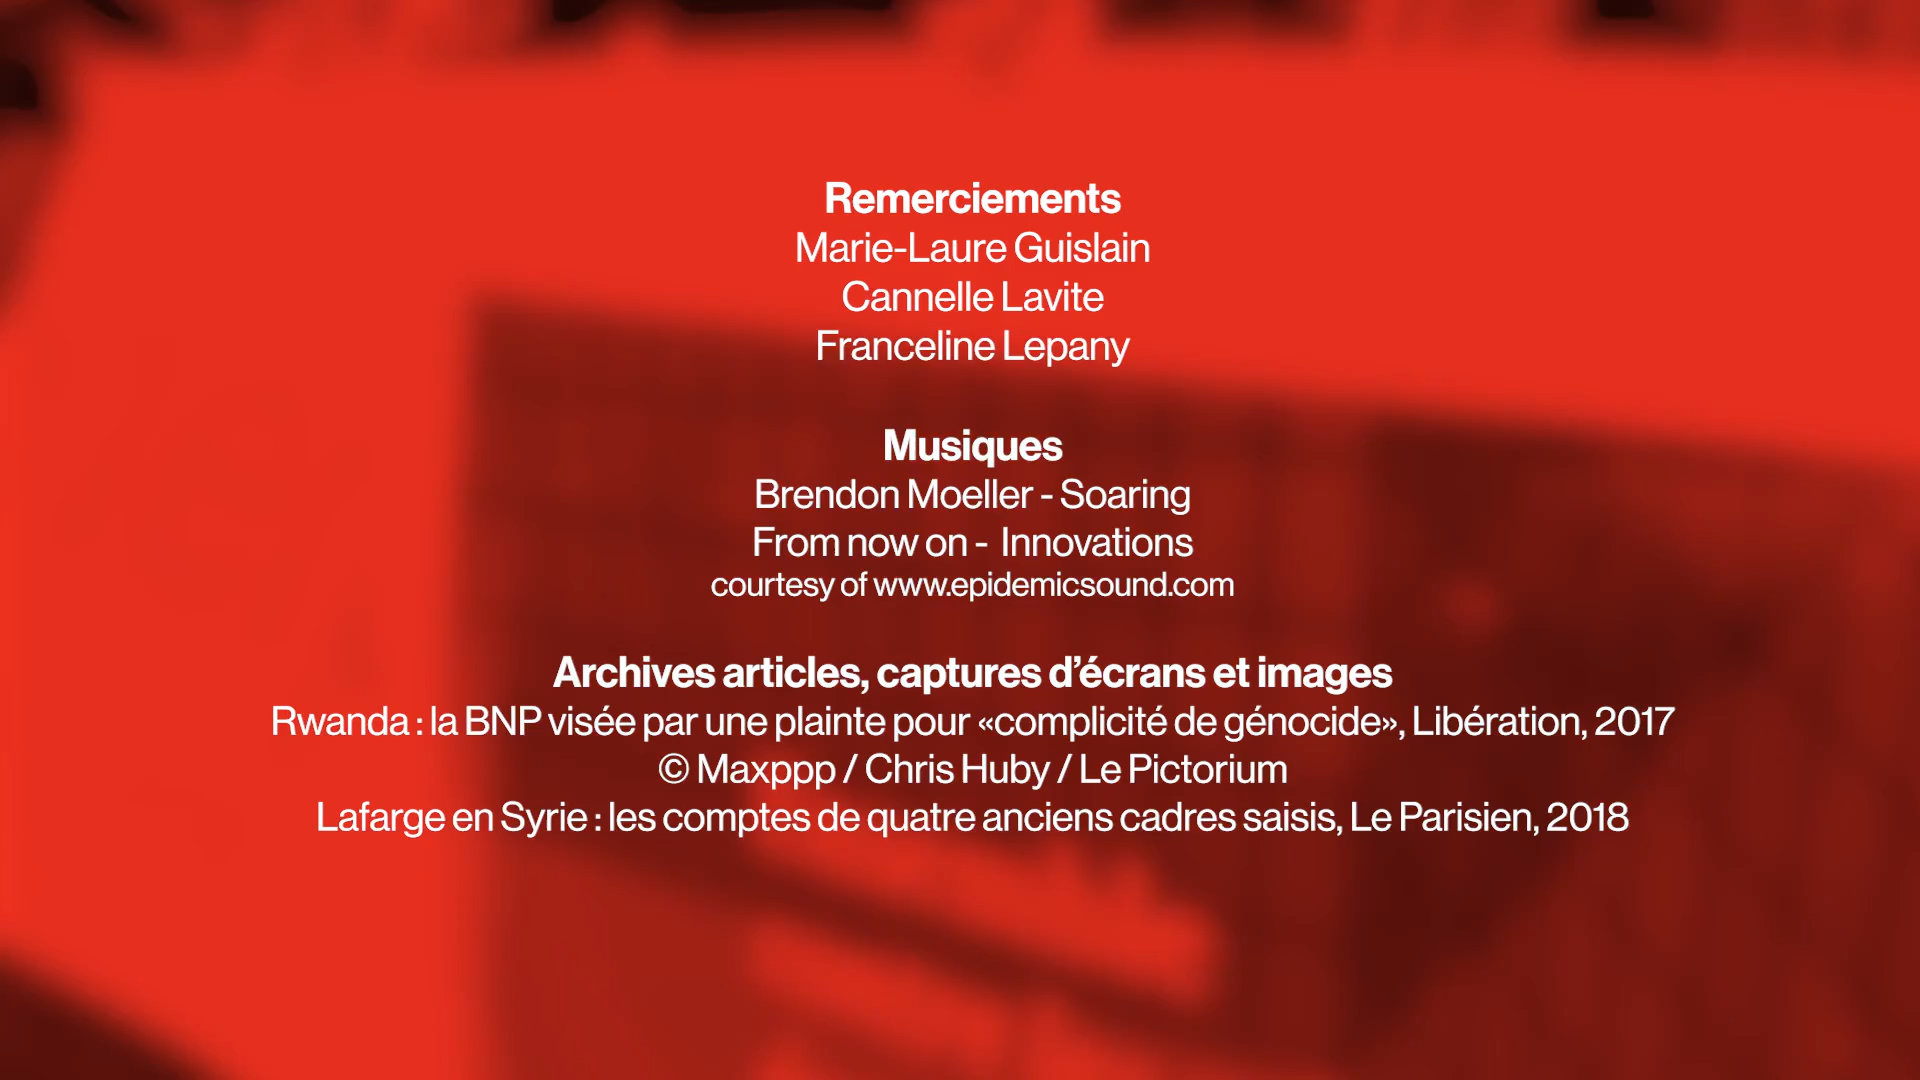 Remerciements
Marie-Laure Guislain
Cannelle Lavite
Franceline Lepany
Musiques
Brendon Moeller - Soaring
From now on - Innovations
courtesy of www.epidemicsound.com
Archives articles, captures d’écrans et images
Rwanda : la BNP visée par une plainte pour «complicité de génocide», Libération, 2017
© Maxppp / Chris Huby / Le Pictorium
Lafarge en Syrie : les comptes de quatre anciens cadres saisis, Le Parisien, 2018